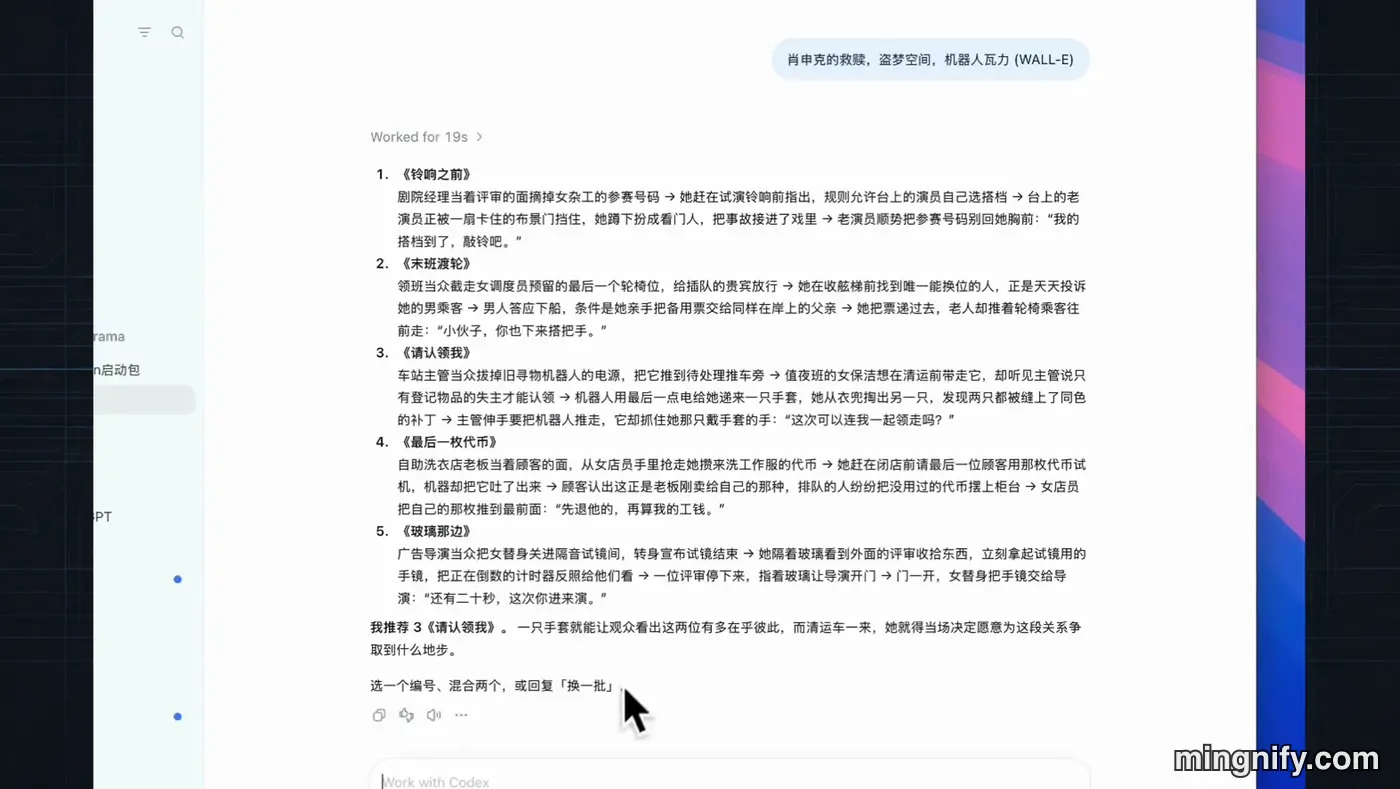 肖申克的救赎，盗梦空间，机器人瓦力 (WALL-E)
Worked for 19s
1. 《铃响之前》
剧院经理当着评审的面摘掉女杂工的参赛号码 → 她赶在试演铃响前指出，规则允许台上的演员自己选搭档 → 台上的老
演员正被一扇卡住的布景门挡住，她蹲下扮成看门人，把事故接进了戏里 → 老演员顺势把参赛号码别回她胸前：“我的
搭档到了，敲铃吧。”
2. 《末班渡轮》
领班当众截走女调度员预留的最后一个轮椅位，给插队的贵宾放行 → 她在收舷梯前找到唯一能换位的人，正是天天投诉
她的男乘客 → 男人答应下船，条件是她亲手把备用票交给同样在岸上的父亲 → 她把票递过去，老人却推着轮椅乘客往
前走：“小伙子，你也下来搭把手。”
3. 《请认领我》
车站主管当众拔掉旧寻物机器人的电源，把它推到待处理推车旁 → 值夜班的女保洁想在清运前带走它，却听见主管说只
有登记物品的失主才能认领 → 机器人用最后一点电给她递来一只手套，她从衣兜掏出另一只，发现两只都被缝上了同色
的补丁 → 主管伸手要把机器人推走，它却抓住她那只戴手套的手：“这次可以连我一起领走吗？”
4. 《最后一枚代币》
自助洗衣店老板当着顾客的面，从女店员手里抢走她攒来洗工作服的代币 → 她赶在闭店前请最后一位顾客用那枚代币试
机，机器却把它吐了出来 → 顾客认出这正是老板刚卖给自己的那种，排队的人纷纷把没用过的代币摆上柜台 → 女店员
把自己的那枚推到最前面：“先退他的，再算我的工钱。”
5. 《玻璃那边》
广告导演当众把女替身关进隔音试镜间，转身宣布试镜结束 → 她隔着玻璃看到外面的评审收拾东西，立刻拿起试镜用的
手镜，把正在倒数的计时器反照给他们看 → 一位评审停下来，指着玻璃让导演开门 → 门一开，女替身把手镜交给导
演：“还有二十秒，这次你进来演。”
我推荐 3《请认领我》。 一只手套就能让观众看出这两位有多在乎彼此，而清运车一来，她就得当场决定愿意为这段关系争
取到什么地步。
选一个编号、混合两个，或回复「换一批」。
Work with Codex
rama
n启动包
GPT
mingnify.com